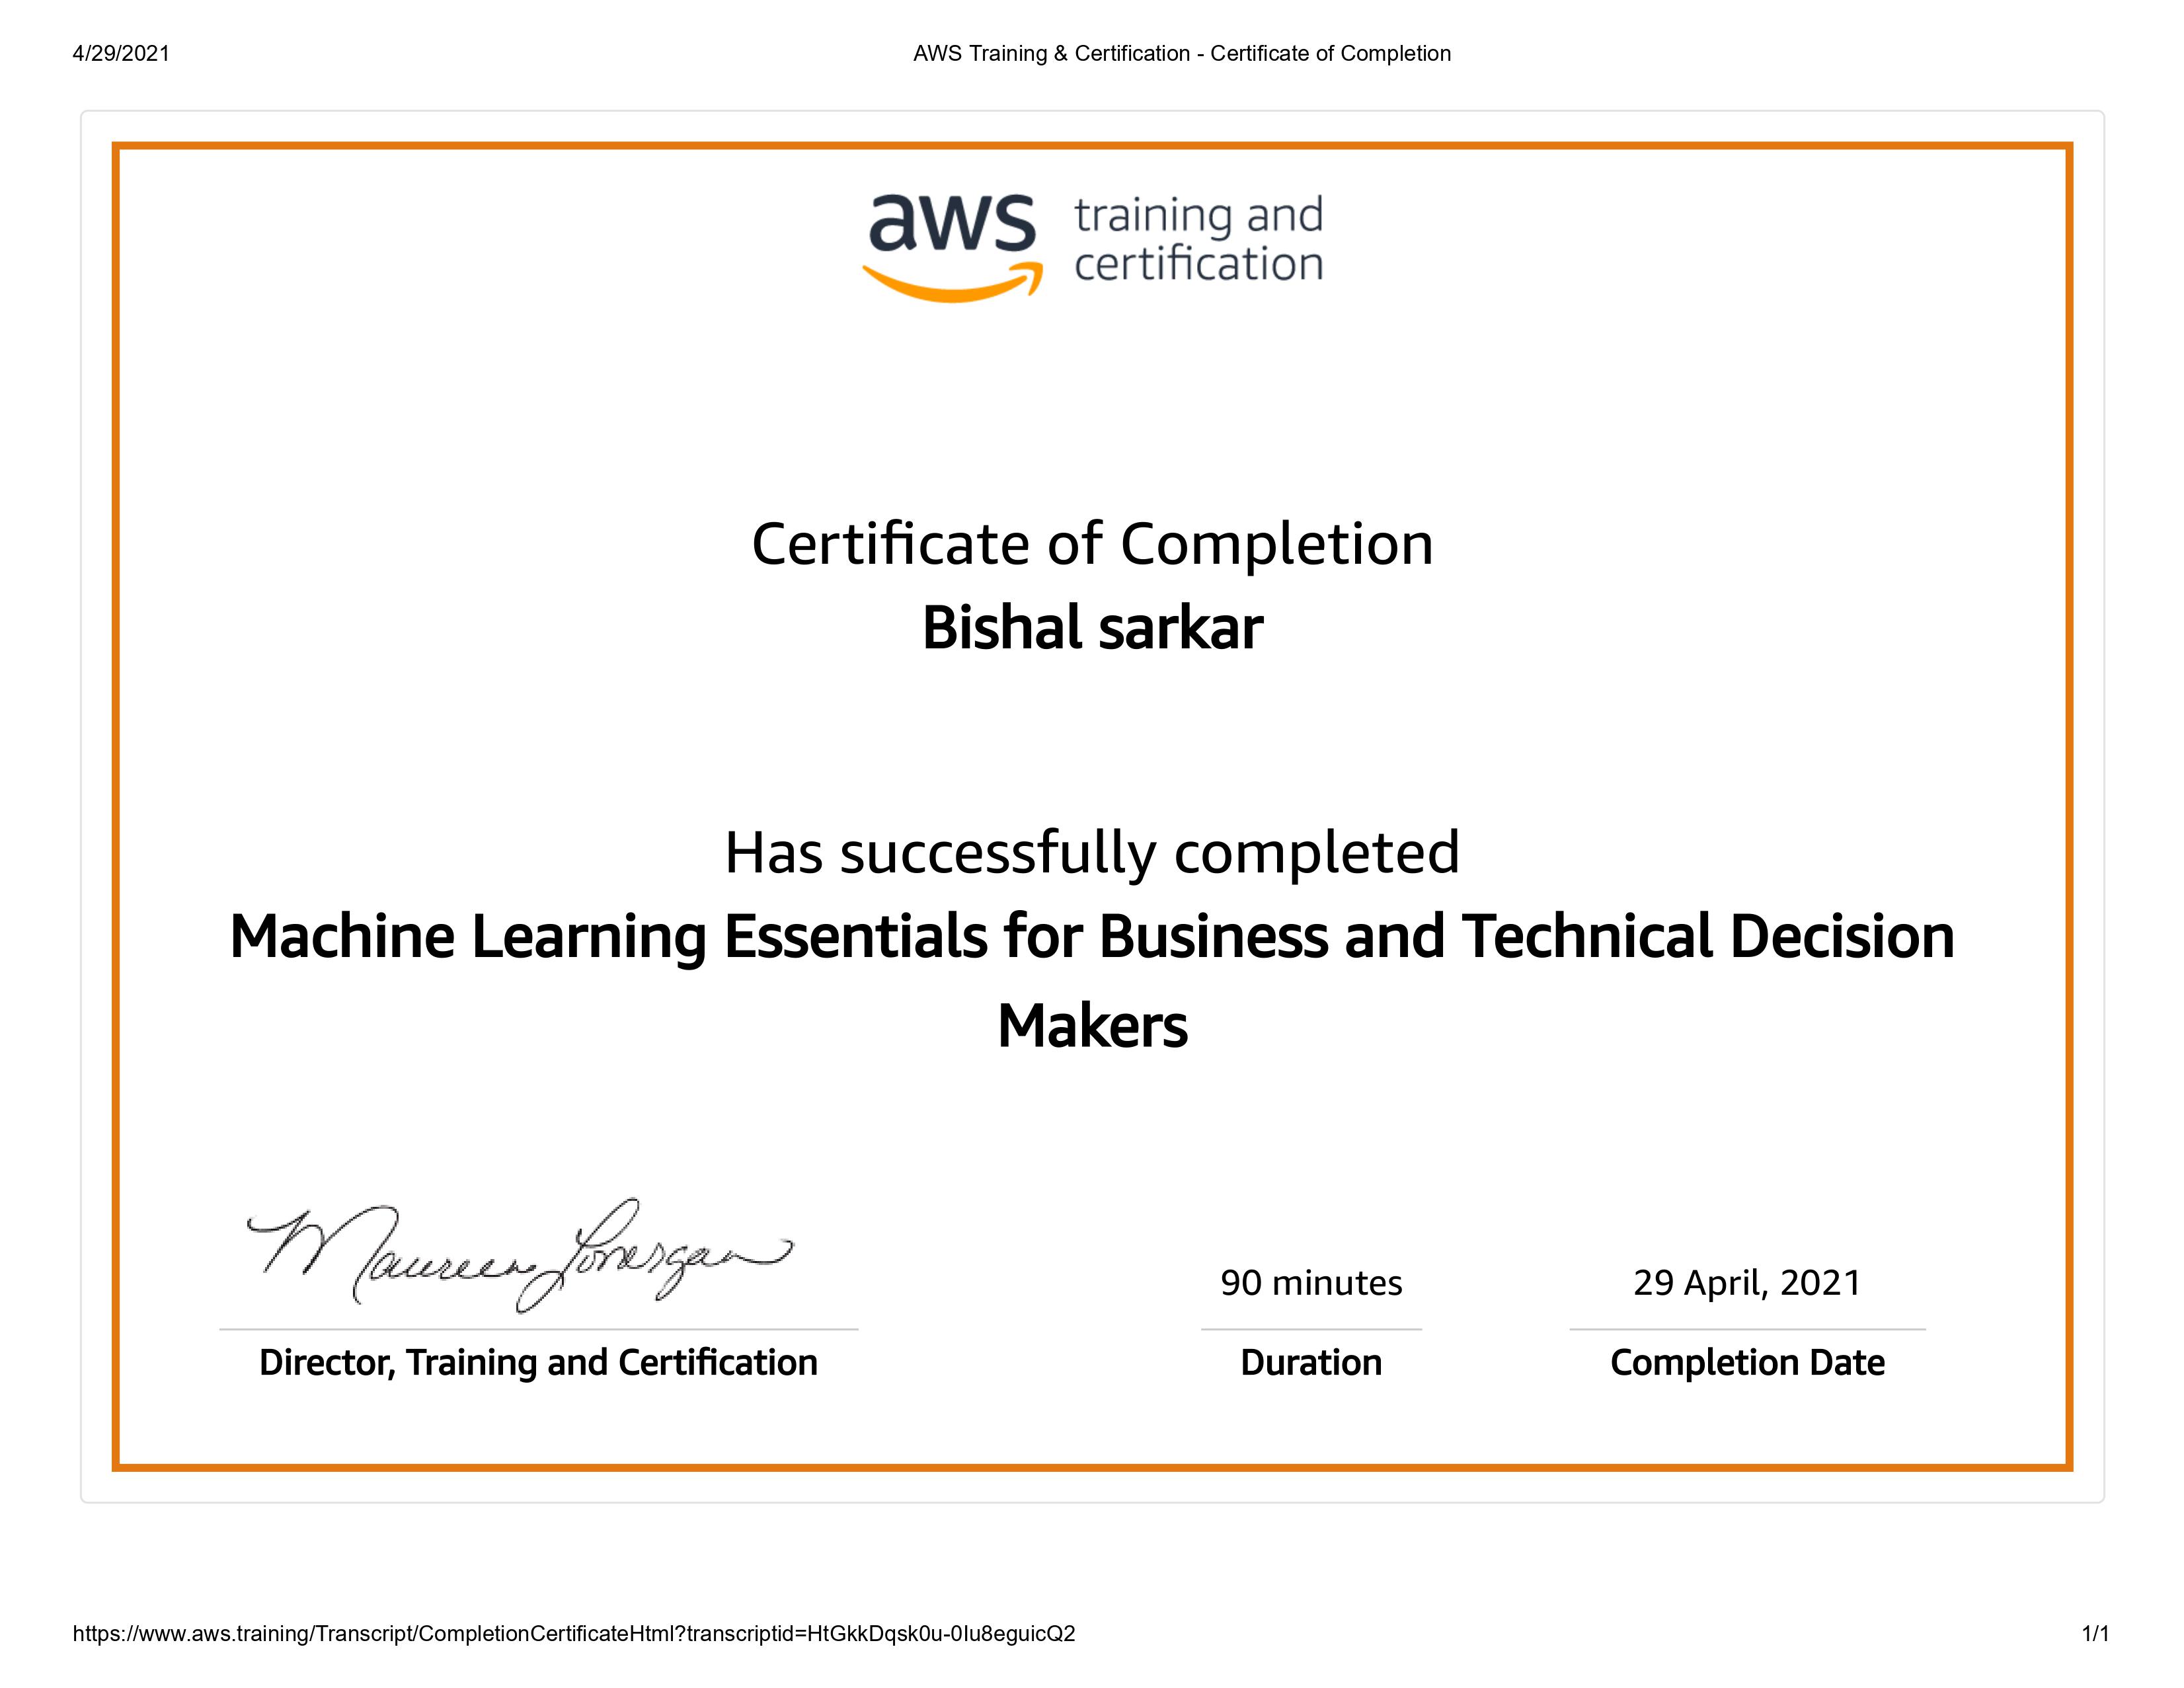 4/29/2021
AWS Training & Certification - Certificate of Completion
aws training and
certification
Certificate of Completion
Bishal sarkar
Has successfully completed
Machine Learning Essentials for Business and Technical Decision
Makers
Maureen Lonergan
90 minutes
29 April, 2021
Director, Training and Certification
Duration
Completion Date
https://www.aws.training/Transcript/CompletionCertificateHtml?transcriptid=HtGkkDqsk0u-0Iu8eguicQ2
1/1